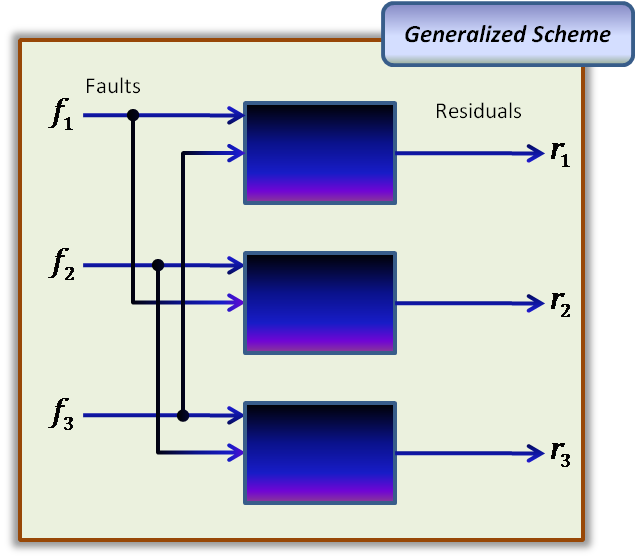 Generalized Scheme
Faults
f1
Residuals
r1
f2
r2
f3
r3